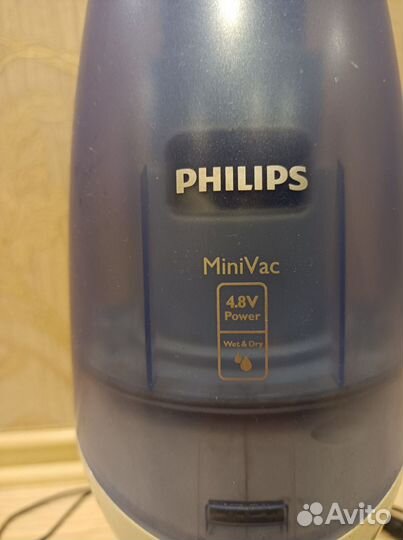 PHILIPS
MiniVac
4.8V
Power
Wet & Dry
Avito